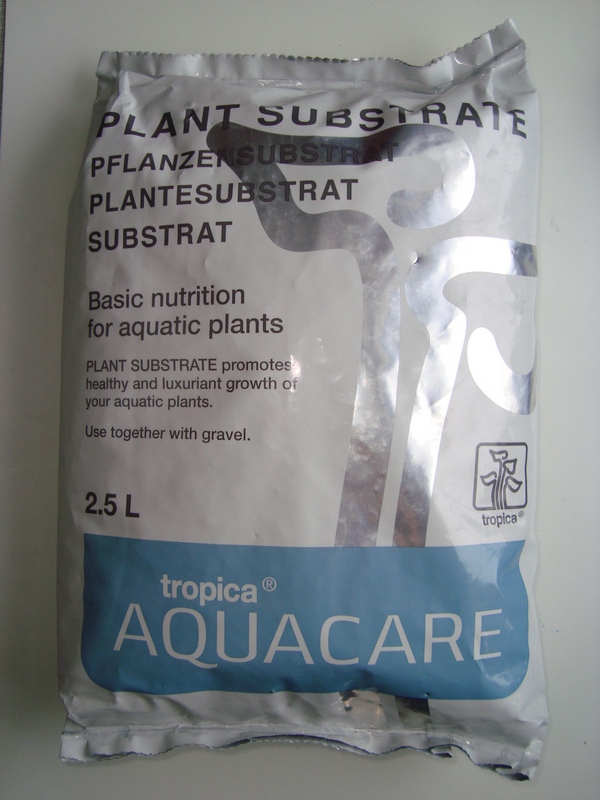 PLANT SUBSTRATE
PFLANZENSUBSTRAT
PLANTESUBSTRAT
SUBSTRAT
Basic nutrition
for aquatic plants
PLANT SUBSTRATE promotes
healthy and luxuriant growth of
your aquatic plants.
Use together with gravel.
2.5 L
tropica®
tropica®
AQUACARE